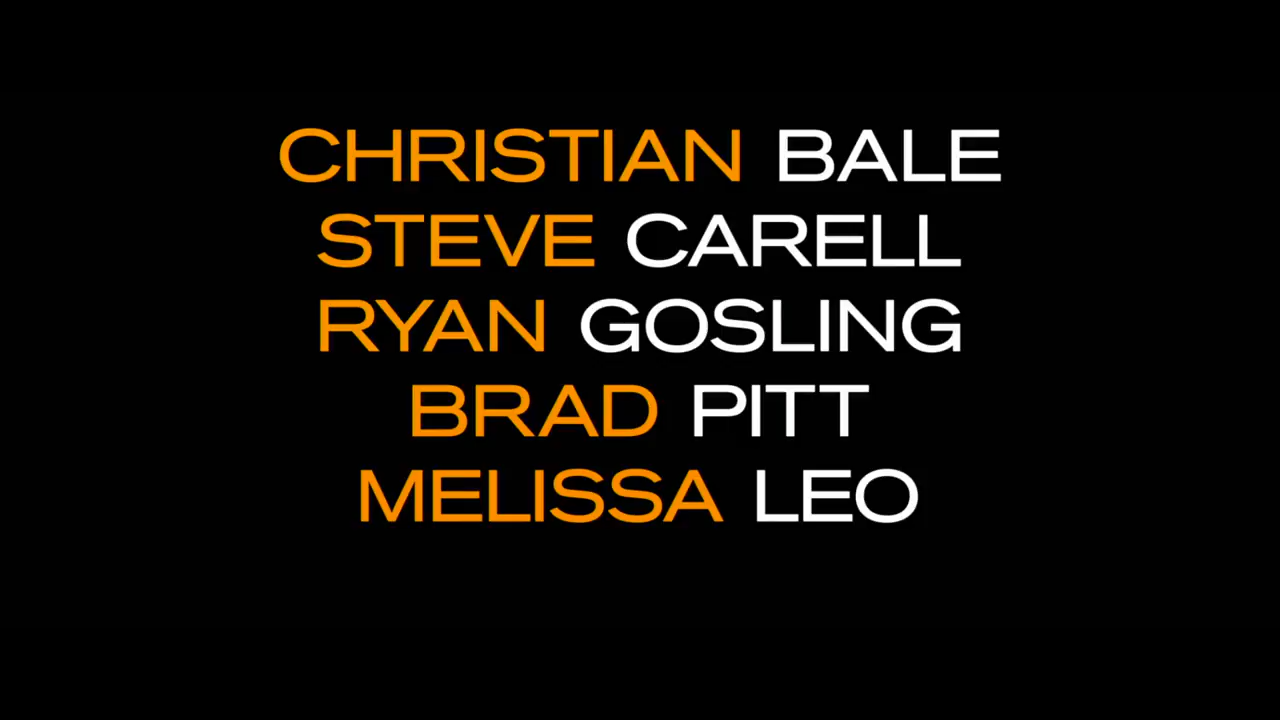 CHRISTIAN BALE
STEVE CARELL
RYAN GOSLING
BRAD PITT
MELISSA LEO